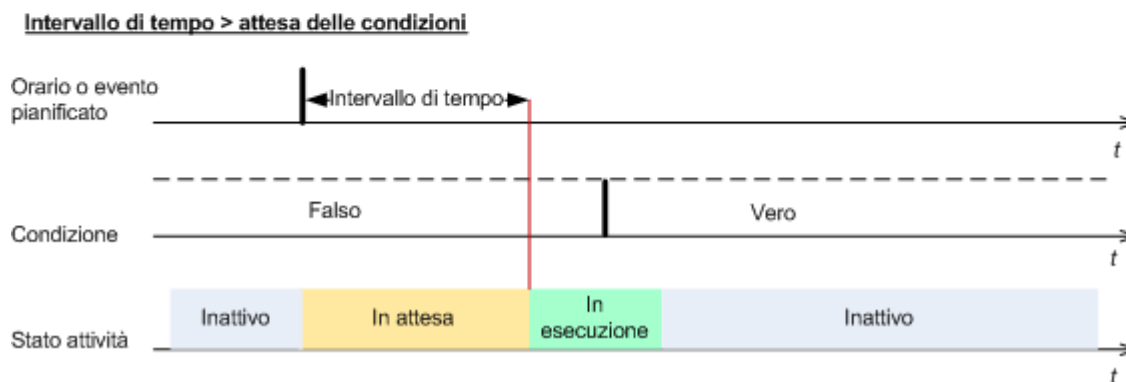 Intervallo di tempo > attesa delle condizioni
Orario o evento
pianificato
Intervallo di tempo
t
Falso
Vero
Condizione
t
Inattivo
In attesa
In
esecuzione
Inattivo
Stato attività
t